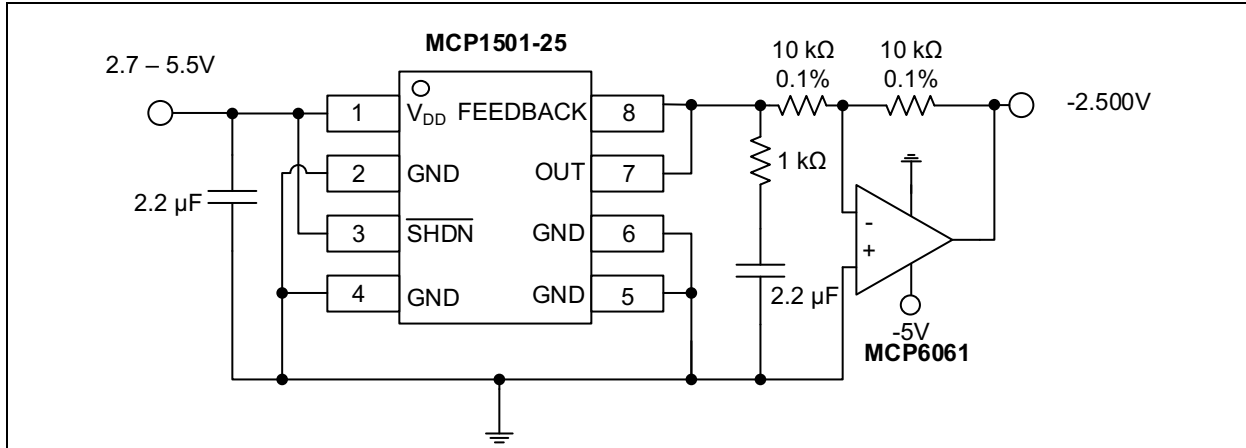 MCP1501-25
2.7 – 5.5V
10 kΩ
0.1%
10 kΩ
0.1%
1
VDD
FEEDBACK
8
-2.500V
2
GND
OUT
7
1 kΩ
2.2 µF
3
SHDN
GND
6
-
+
4
GND
GND
5
2.2 µF
-5V
MCP6061